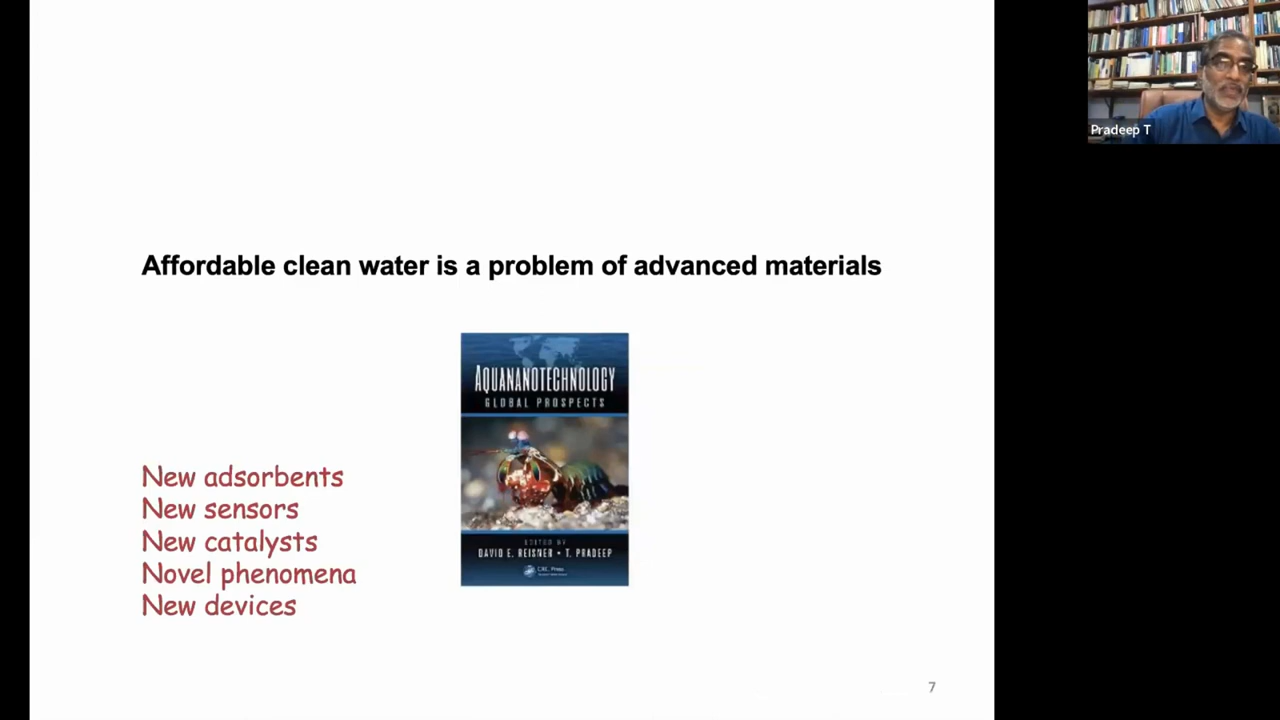 Pradeep T
Affordable clean water is a problem of advanced materials
AQUANANOTECHNOLOGY
GLOBAL PROSPECTS
EDITED BY
DAVID E. REISNER • T. PRADEEP
CRC Press
New adsorbents
New sensors
New catalysts
Novel phenomena
New devices
7